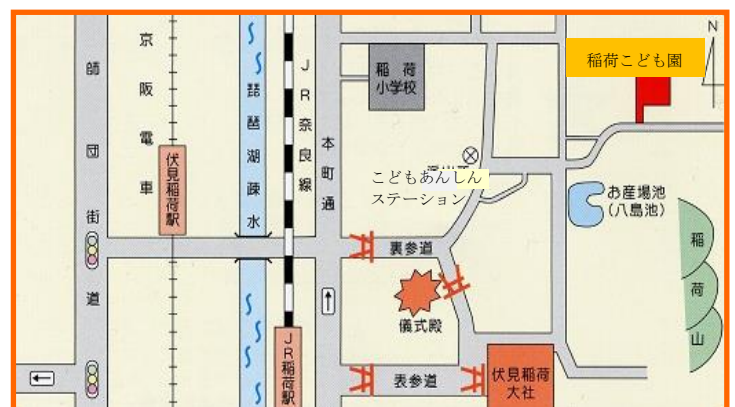 N
稲荷こども園
京阪電車
師団街道
伏見稲荷駅
琵琶湖疎水
JR奈良線
JR稲荷駅
本町通
稲荷
小学校
こどもあんしん
ステーション
お産場池
(八島池)
稲荷山
裏参道
儀式殿
表参道
伏見稲荷
大社